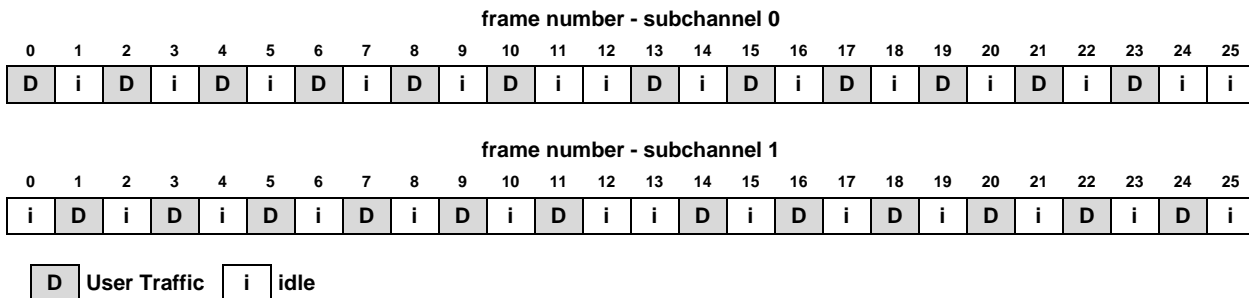 frame number - subchannel 0
0 1 2 3 4 5 6 7 8 9 10 11 12 13 14 15 16 17 18 19 20 21 22 23 24 25
D i D i D i D i D i D i i D i D i D i D i D i D i i
frame number - subchannel 1
0 1 2 3 4 5 6 7 8 9 10 11 12 13 14 15 16 17 18 19 20 21 22 23 24 25
i D i D i D i D i D i D i i D i D i D i D i D i D i
D User Traffic i idle